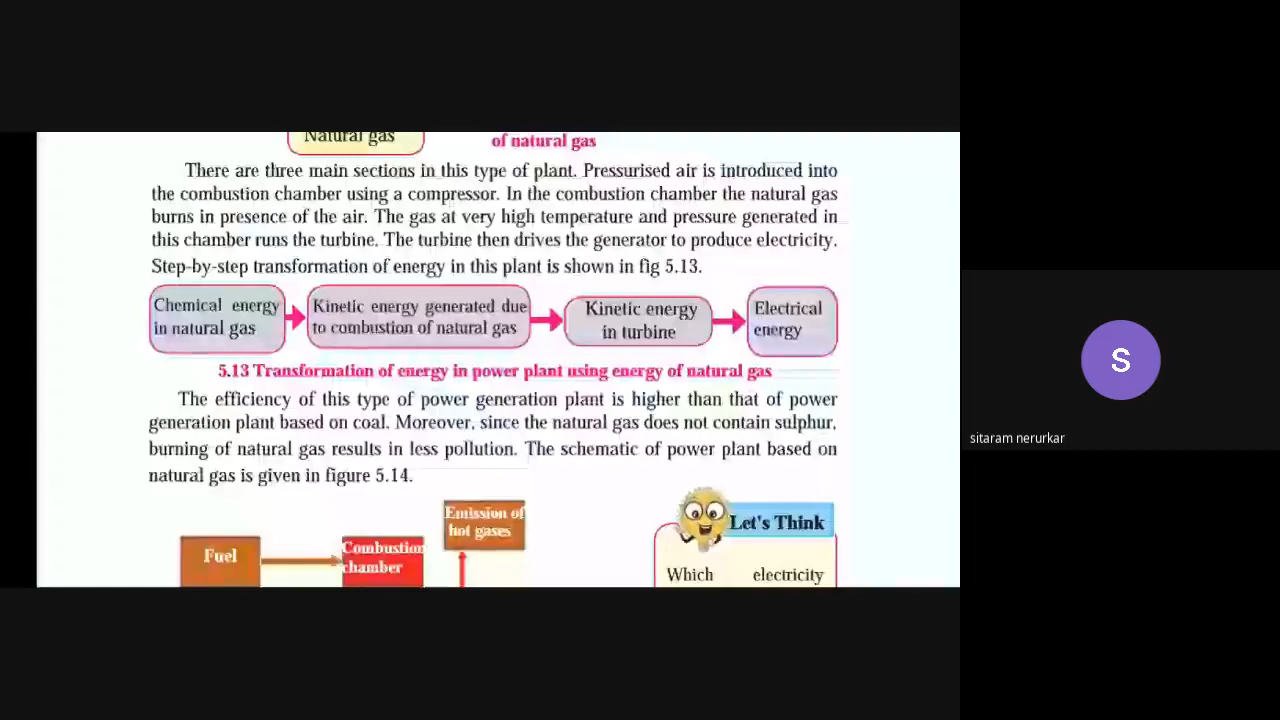 Natural gas
of natural gas
There are three main sections in this type of plant. Pressurised air is introduced into
the combustion chamber using a compressor. In the combustion chamber the natural gas
burns in presence of the air. The gas at very high temperature and pressure generated in
this chamber runs the turbine. The turbine then drives the generator to produce electricity.
Step-by-step transformation of energy in this plant is shown in fig 5.13.
Chemical energy
in natural gas
Kinetic energy generated due
to combustion of natural gas
Kinetic energy
in turbine
Electrical
energy
5.13 Transformation of energy in power plant using energy of natural gas
The efficiency of this type of power generation plant is higher than that of power
generation plant based on coal. Moreover, since the natural gas does not contain sulphur,
burning of natural gas results in less pollution. The schematic of power plant based on
natural gas is given in figure 5.14.
Emission of
hot gases
Fuel
Combustion
chamber
Let's Think
Which electricity
S
sitaram nerurkar